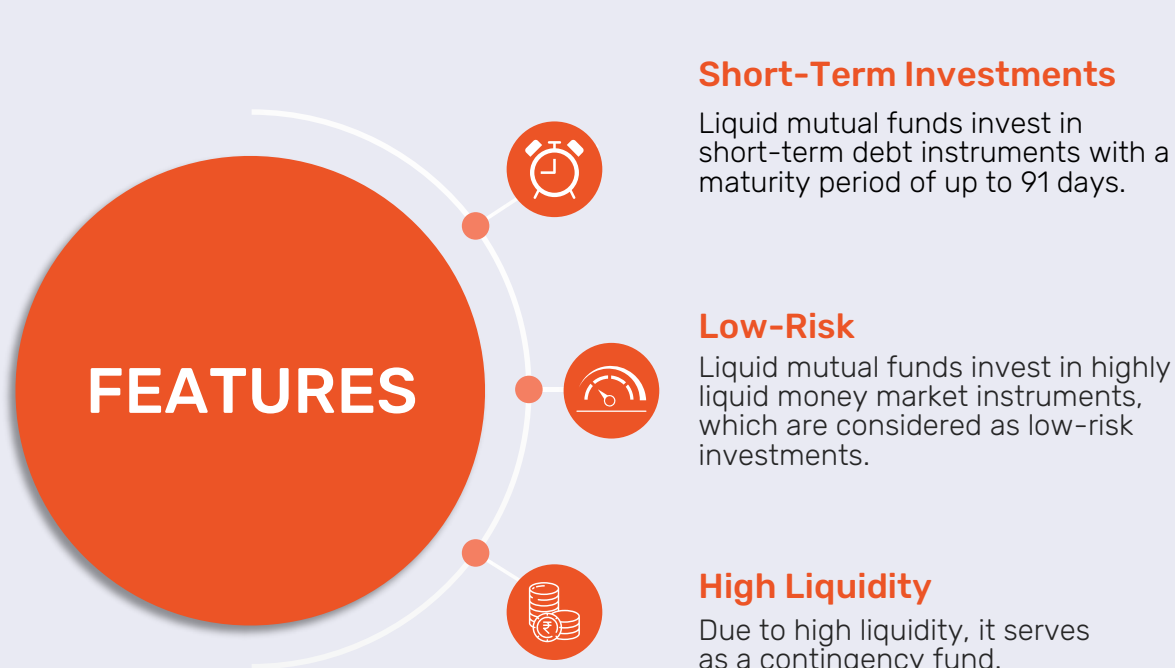 FEATURES
Short-Term Investments
Liquid mutual funds invest in
short-term debt instruments with a
maturity period of up to 91 days.
Low-Risk
Liquid mutual funds invest in highly
liquid money market instruments,
which are considered as low-risk
investments.
High Liquidity
Due to high liquidity, it serves
as a contingency fund.
₹